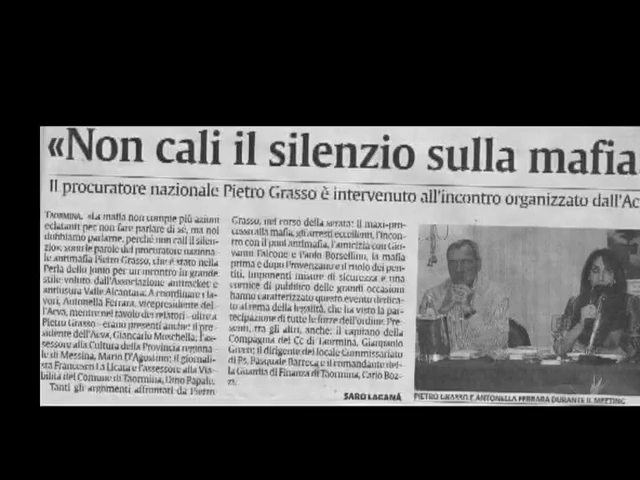 «Non cali il silenzio sulla mafia
Il procuratore nazionale Pietro Grasso è intervenuto all'incontro organizzato dall'Ac
TAORMINA. «La mafia non compie più azioni
eclatanti per non fare parlare di sé, ma noi
dobbiamo parlarne, perché non cali il silen-
zio» sono le parole del procuratore naziona-
le antimafia Pietro Grasso, che è stato nella
Perla dello Jonio per un incontro in grande
stile voluto dall'Associazione antiracket e
antiusura Valle Alcantara. A coordinare i la-
vori, Antonella Ferrara, vicepresidente del-
l'Acva, mentre nel tavolo dei relatori - oltre a
Pietro Grasso - erano presenti anche: il pre-
sidente dell'Acva, Giancarlo Moschella; l'as-
sessore alla Cultura della Provincia regiona-
le di Messina, Mario D'Agostino; il giornali-
sta Francesco La Licata e l'assessore alla Via-
bilità del Comune di Taormina, Dino Papale.
Tanti gli argomenti affrontati da Pietro
Grasso, nel corso della serata: il maxi-pro-
cesso alla mafia, gli arresti eccellenti, l'incon-
tro con il pool antimafia, l'amicizia con Gio-
vanni Falcone e Paolo Borsellino, la mafia
prima e dopo Provenzano e il ruolo dei pen-
titi. Imponenti misure di sicurezza e una
cornice di pubblico delle grandi occasioni
hanno caratterizzato questo evento dedica-
to al tema della legalità, che ha visto la par-
tecipazione di tutte le forze dell'ordine. Pre-
senti, tra gli altri, anche: il capitano della
Compagnia dei Cc di Taormina, Gianpaolo
Greco; il dirigente del locale Commissariato
di Ps, Pasquale Barreca e il comandante del-
la Guardia di Finanza di Taormina, Carlo Boz-
zi.
SARO LAGANÀ
PIETRO GRASSO E ANTONELLA FERRARA DURANTE IL MEETING